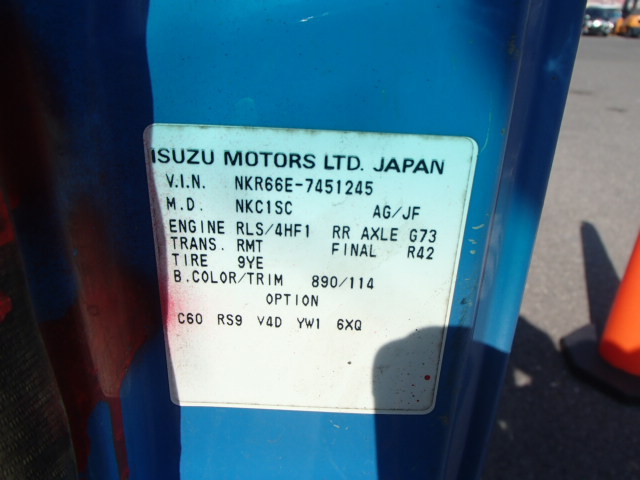 ISUZU MOTORS LTD. JAPAN
V.I.N. NKR66E-7451245
M.D. NKC1SC AG/JF
ENGINE RLS/4HF1 RR AXLE G73
TRANS. RMT FINAL R42
TIRE 9YE
B.COLOR/TRIM 890/114
OPTION
C60 RS9 V4D YW1 6XQ